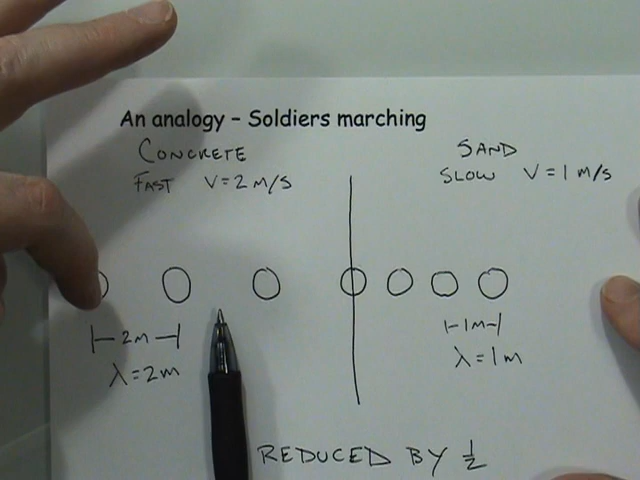 An analogy – Soldiers marching
CONCRETE
FAST V=2 M/S
SAND
SLOW V=1 M/S
|-2M-|
λ=2M
|-1M-|
λ=1M
REDUCED BY 1/2